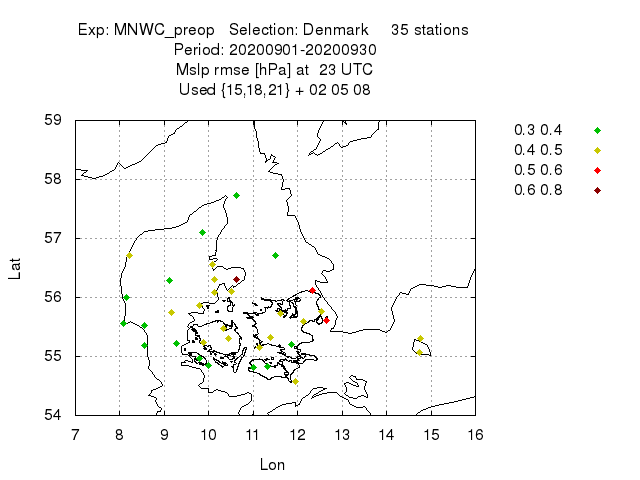 Exp: MNWC_preop   Selection: Denmark     35 stations
Period: 20200901-20200930
Mslp rmse [hPa] at  23 UTC
Used {15,18,21} + 02 05 08
59
58
57
56
55
54
Lat
7 8 9 10 11 12 13 14 15 16
Lon
0.3 0.4
0.4 0.5
0.5 0.6
0.6 0.8